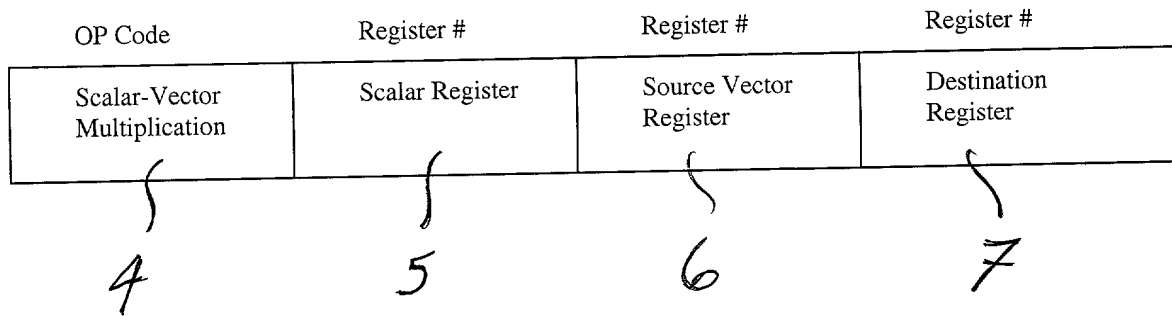 OP Code Register # Register # Register #
Scalar-Vector Scalar Register Source Vector Destination
Multiplication Register Register
4 5 6 7